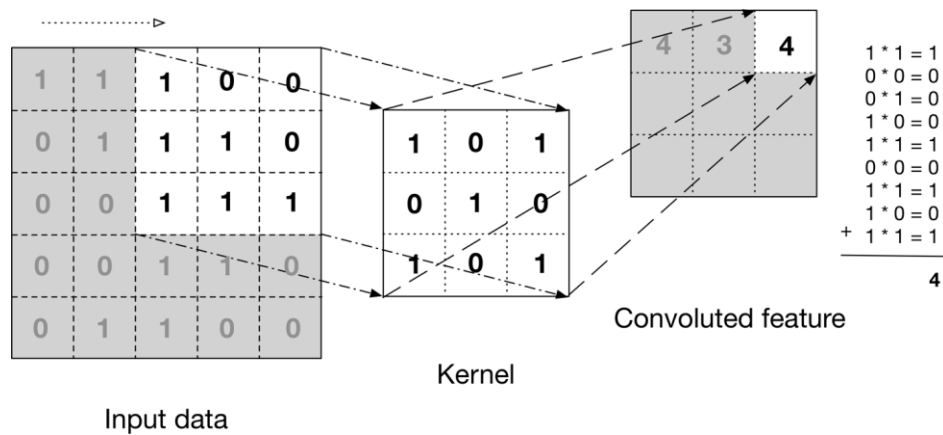 1 1 1 0 0
0 1 1 1 0
0 0 1 1 1
0 0 1 1 0
0 1 1 0 0
Input data
1 0 1
0 1 0
1 0 1
Kernel
4 3 4
Convoluted feature
1 * 1 = 1
0 * 0 = 0
0 * 1 = 0
1 * 0 = 0
1 * 1 = 1
0 * 0 = 0
1 * 1 = 1
1 * 0 = 0
+ 1 * 1 = 1
4